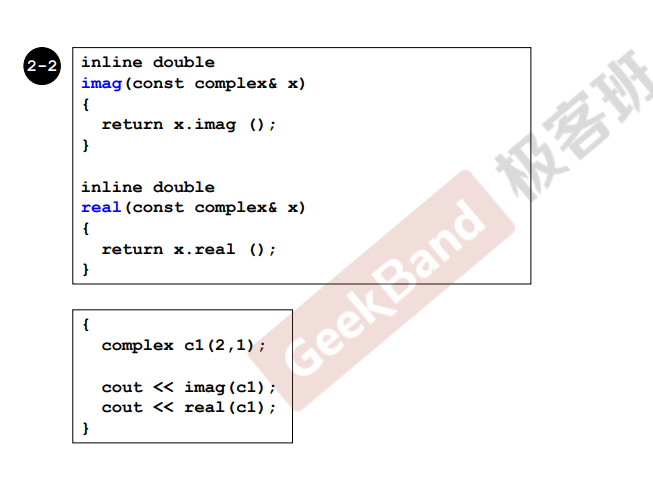 2-2
inline double
imag(const complex& x)
{
  return x.imag ();
}
inline double
real(const complex& x)
{
  return x.real ();
}
{
  complex c1(2,1);
  cout << imag(c1);
  cout << real(c1);
}
GeekBand 极客班